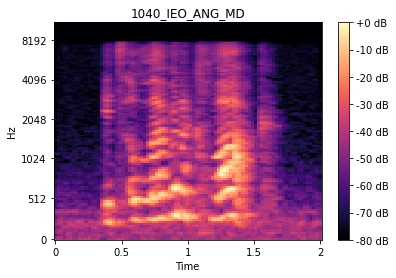 1040_IEO_ANG_MD
+0 dB
8192
-10 dB
4096
-20 dB
-30 dB
2048
Hz
-40 dB
1024
-50 dB
512
-60 dB
-70 dB
0
-80 dB
0
0.5
1
1.5
2
Time